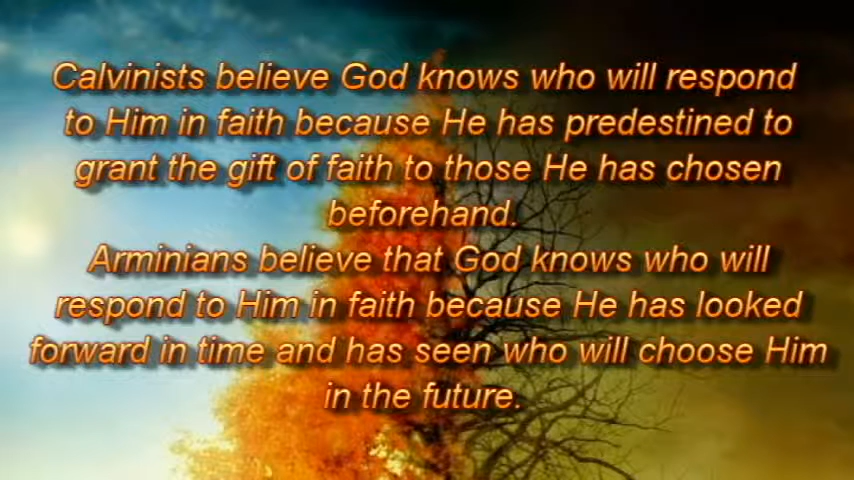 Calvinists believe God knows who will respond
to Him in faith because He has predestined to
grant the gift of faith to those He has chosen
beforehand.
Arminians believe that God knows who will
respond to Him in faith because He has looked
forward in time and has seen who will choose Him
in the future.